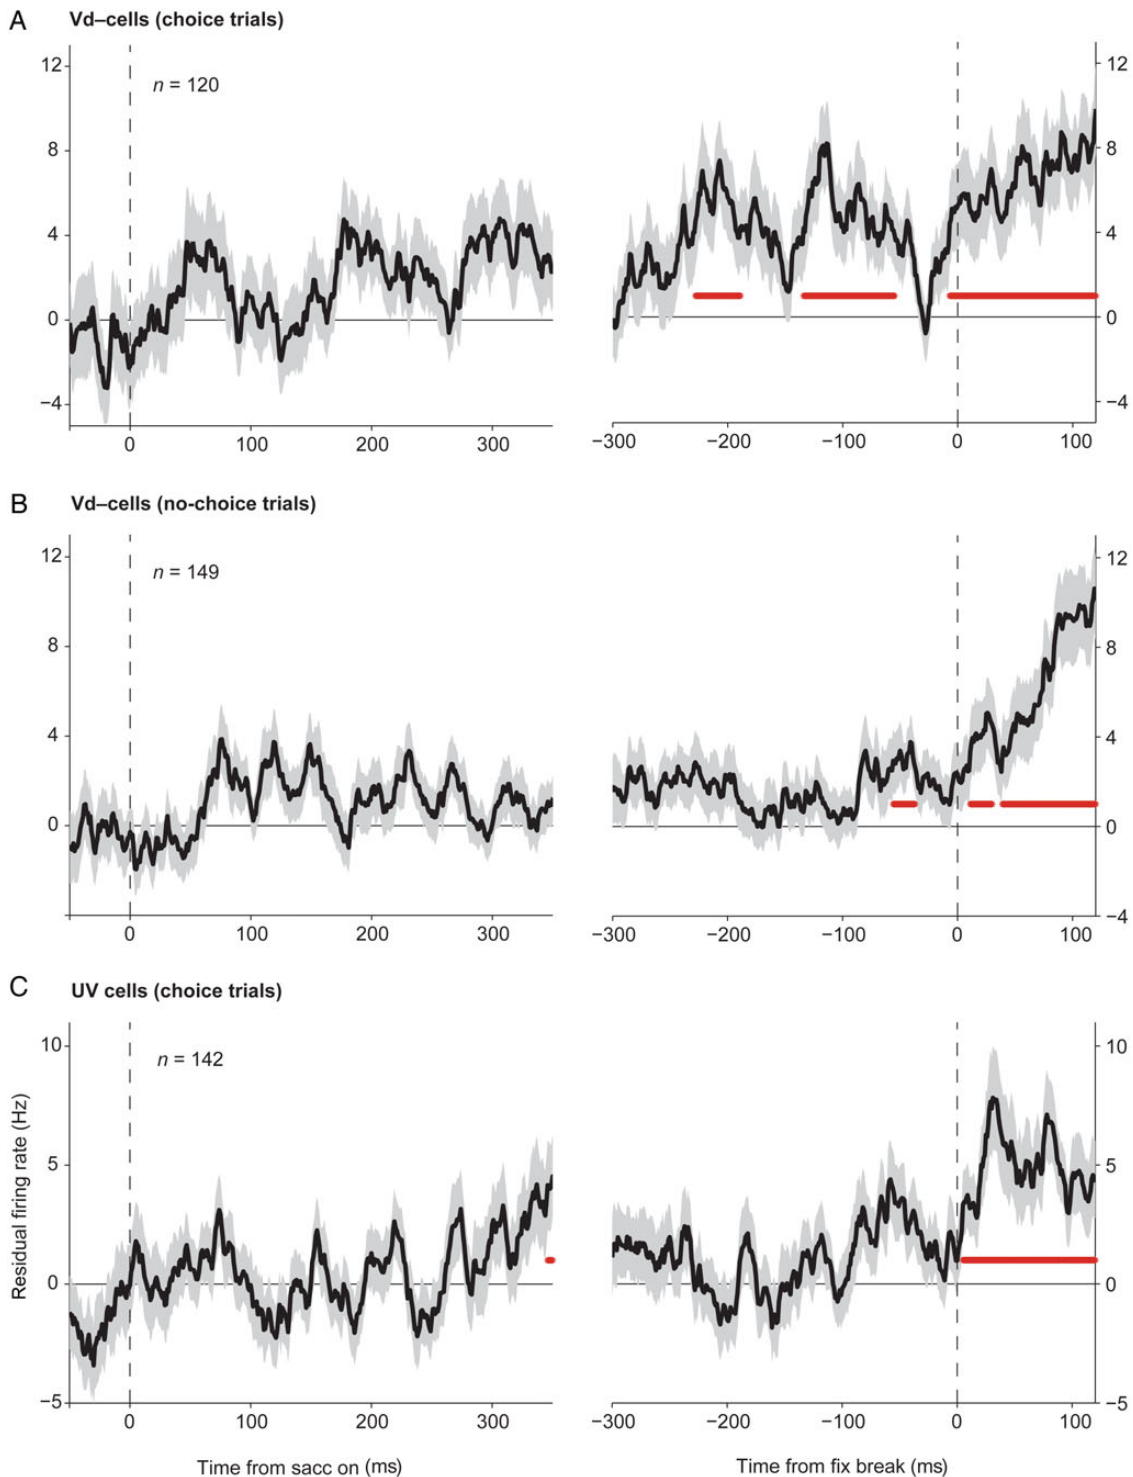 A Vd–cells (choice trials)
n = 120
12 8 4 0 −4
0 100 200 300
12 8 4 0 −4
−300 −200 −100 0 100
B Vd–cells (no-choice trials)
n = 149
12 8 4 0
0 100 200 300
12 8 4 0 −4
−300 −200 −100 0 100
C UV cells (choice trials)
n = 142
Residual firing rate (Hz)
10 5 0 −5
0 100 200 300
10 5 0 −5
−300 −200 −100 0 100
Time from sacc on (ms)
Time from fix break (ms)